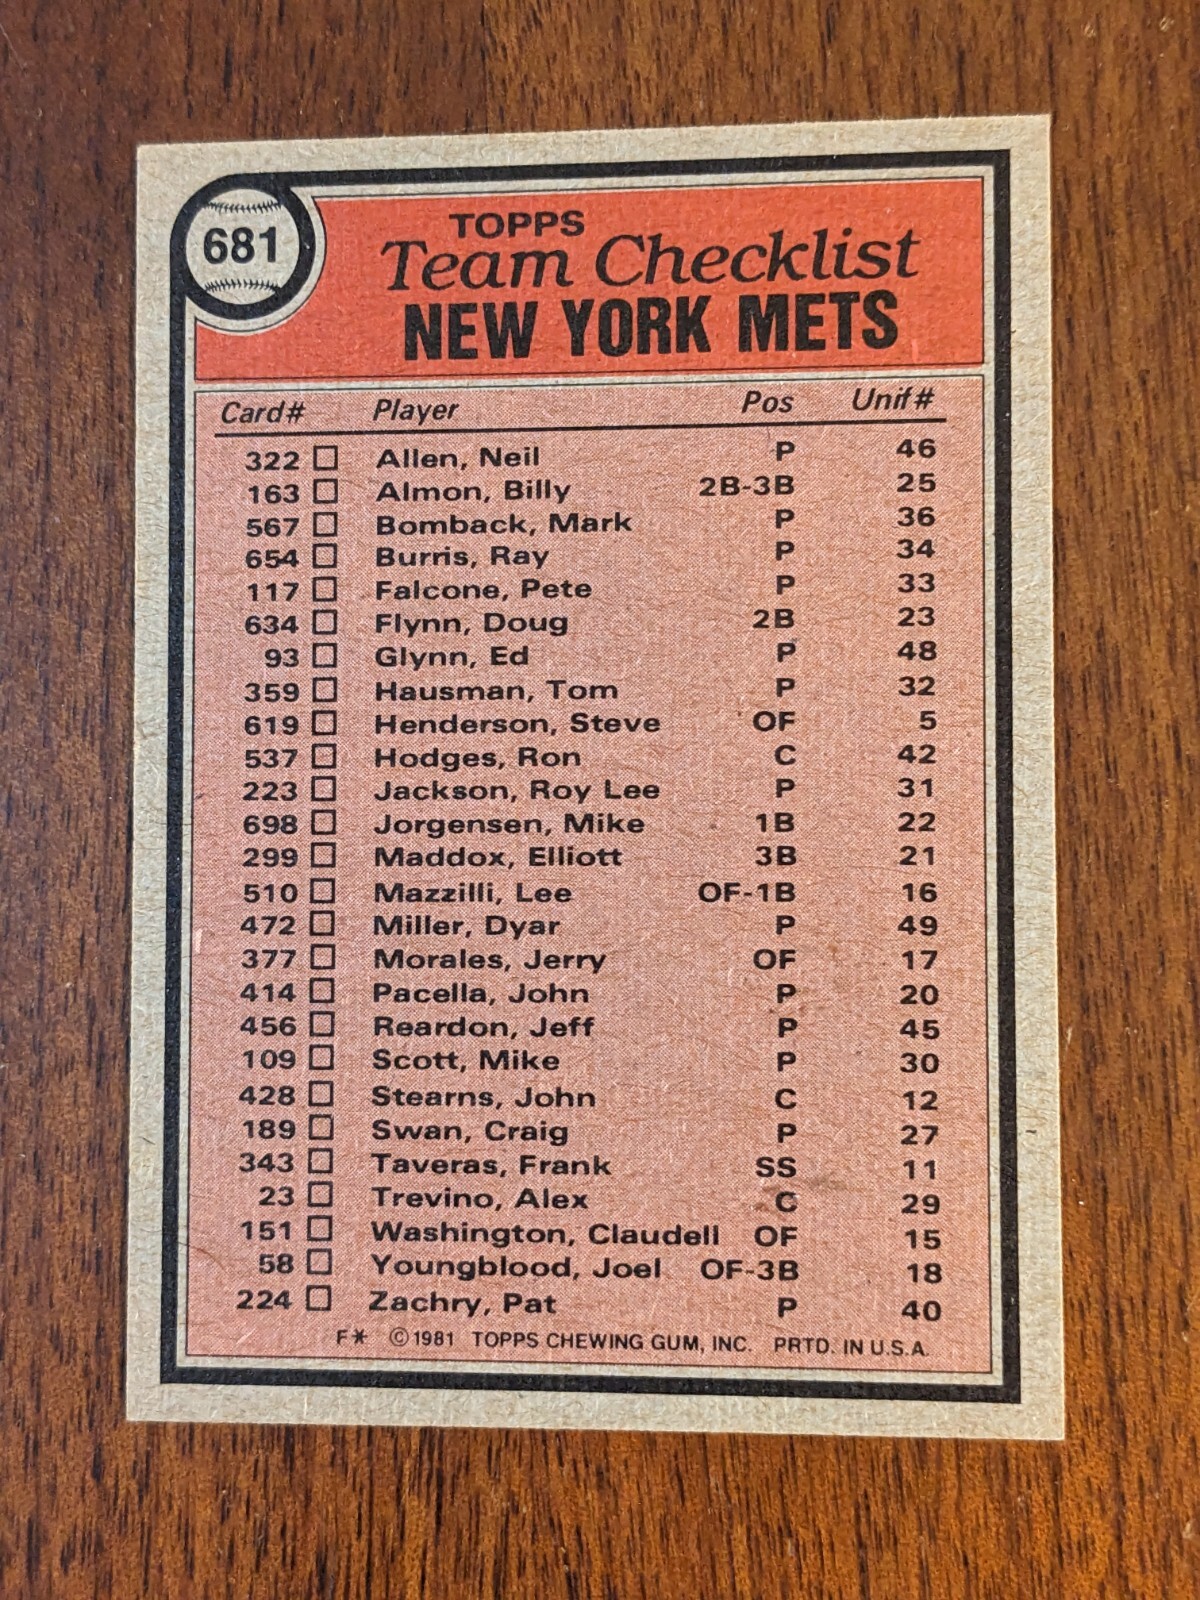 681
TOPPS
Team Checklist
NEW YORK METS
Card# Player Pos Unif#
322 Allen, Neil P 46
163 Almon, Billy 2B-3B 25
567 Bomback, Mark P 36
654 Burris, Ray P 34
117 Falcone, Pete P 33
634 Flynn, Doug 2B 23
93 Glynn, Ed P 48
359 Hausman, Tom P 32
619 Henderson, Steve OF 5
537 Hodges, Ron C 42
223 Jackson, Roy Lee P 31
698 Jorgensen, Mike 1B 22
299 Maddox, Elliott 3B 21
510 Mazzilli, Lee OF-1B 16
472 Miller, Dyar P 49
377 Morales, Jerry OF 17
414 Pacella, John P 20
456 Reardon, Jeff P 45
109 Scott, Mike P 30
428 Stearns, John C 12
189 Swan, Craig P 27
343 Taveras, Frank SS 11
23 Trevino, Alex C 29
151 Washington, Claudell OF 15
58 Youngblood, Joel OF-3B 18
224 Zachry, Pat P 40
F* ©1981 TOPPS CHEWING GUM, INC. PRTD. IN U.S.A.